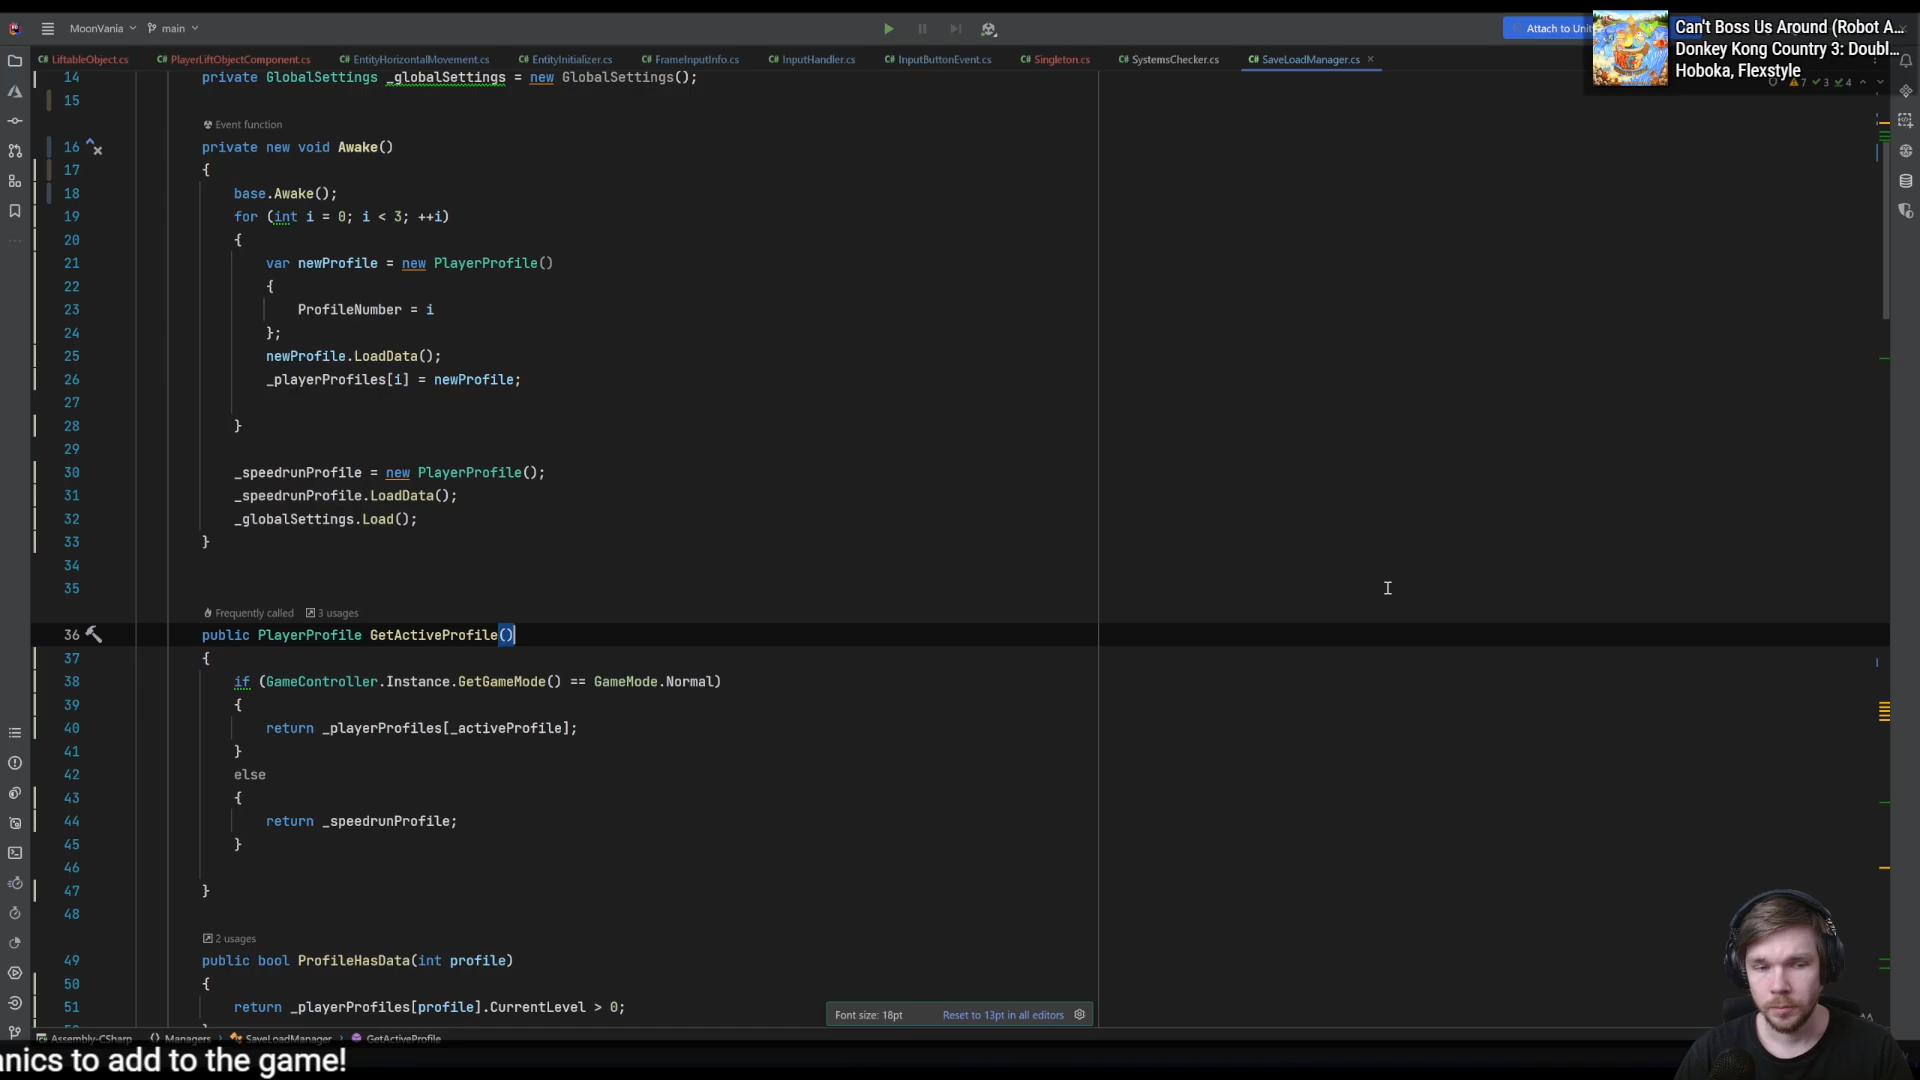 MoonVania
main
Attach to Unit
Can't Boss Us Around (Robot A...
Donkey Kong Country 3: Doubl...
Hoboka, Flexstyle
C# LiftableObject.cs
C# PlayerLiftObjectComponent.cs
C# EntityHorizontalMovement.cs
C# EntityInitializer.cs
C# FrameInputInfo.cs
C# InputHandler.cs
C# InputButtonEvent.cs
C# Singleton.cs
C# SystemsChecker.cs
C# SaveLoadManager.cs
7 3 4
14 private GlobalSettings _globalSettings = new GlobalSettings();
15
Event function
16 private new void Awake()
17 {
18 base.Awake();
19 for (int i = 0; i < 3; ++i)
20 {
21 var newProfile = new PlayerProfile()
22 {
23 ProfileNumber = i
24 };
25 newProfile.LoadData();
26 _playerProfiles[i] = newProfile;
27
28 }
29
30 _speedrunProfile = new PlayerProfile();
31 _speedrunProfile.LoadData();
32 _globalSettings.Load();
33 }
34
35
Frequently called 3 usages
36 public PlayerProfile GetActiveProfile()
37 {
38 if (GameController.Instance.GetGameMode() == GameMode.Normal)
39 {
40 return _playerProfiles[_activeProfile];
41 }
42 else
43 {
44 return _speedrunProfile;
45 }
46
47 }
48
2 usages
49 public bool ProfileHasData(int profile)
50 {
51 return _playerProfiles[profile].CurrentLevel > 0;
Font size: 18pt Reset to 13pt in all editors
Assembly-CSharp Managers SaveLoadManager GetActiveProfile
anics to add to the game!